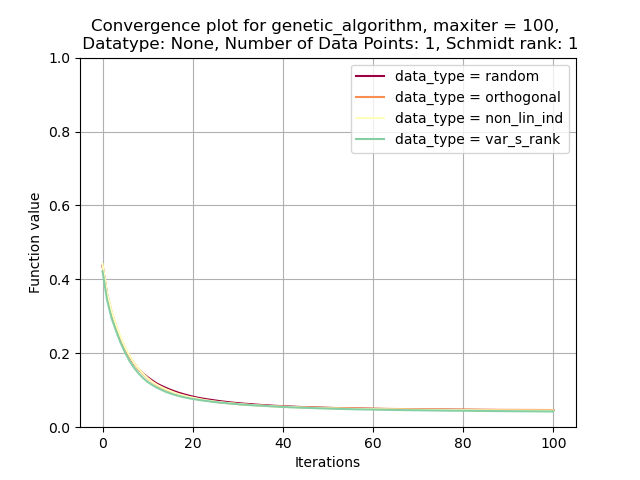 Convergence plot for genetic_algorithm, maxiter = 100,
Datatype: None, Number of Data Points: 1, Schmidt rank: 1
data_type = random
data_type = orthogonal
data_type = non_lin_ind
data_type = var_s_rank
Function value
1.0
0.8
0.6
0.4
0.2
0.0
0 20 40 60 80 100
Iterations